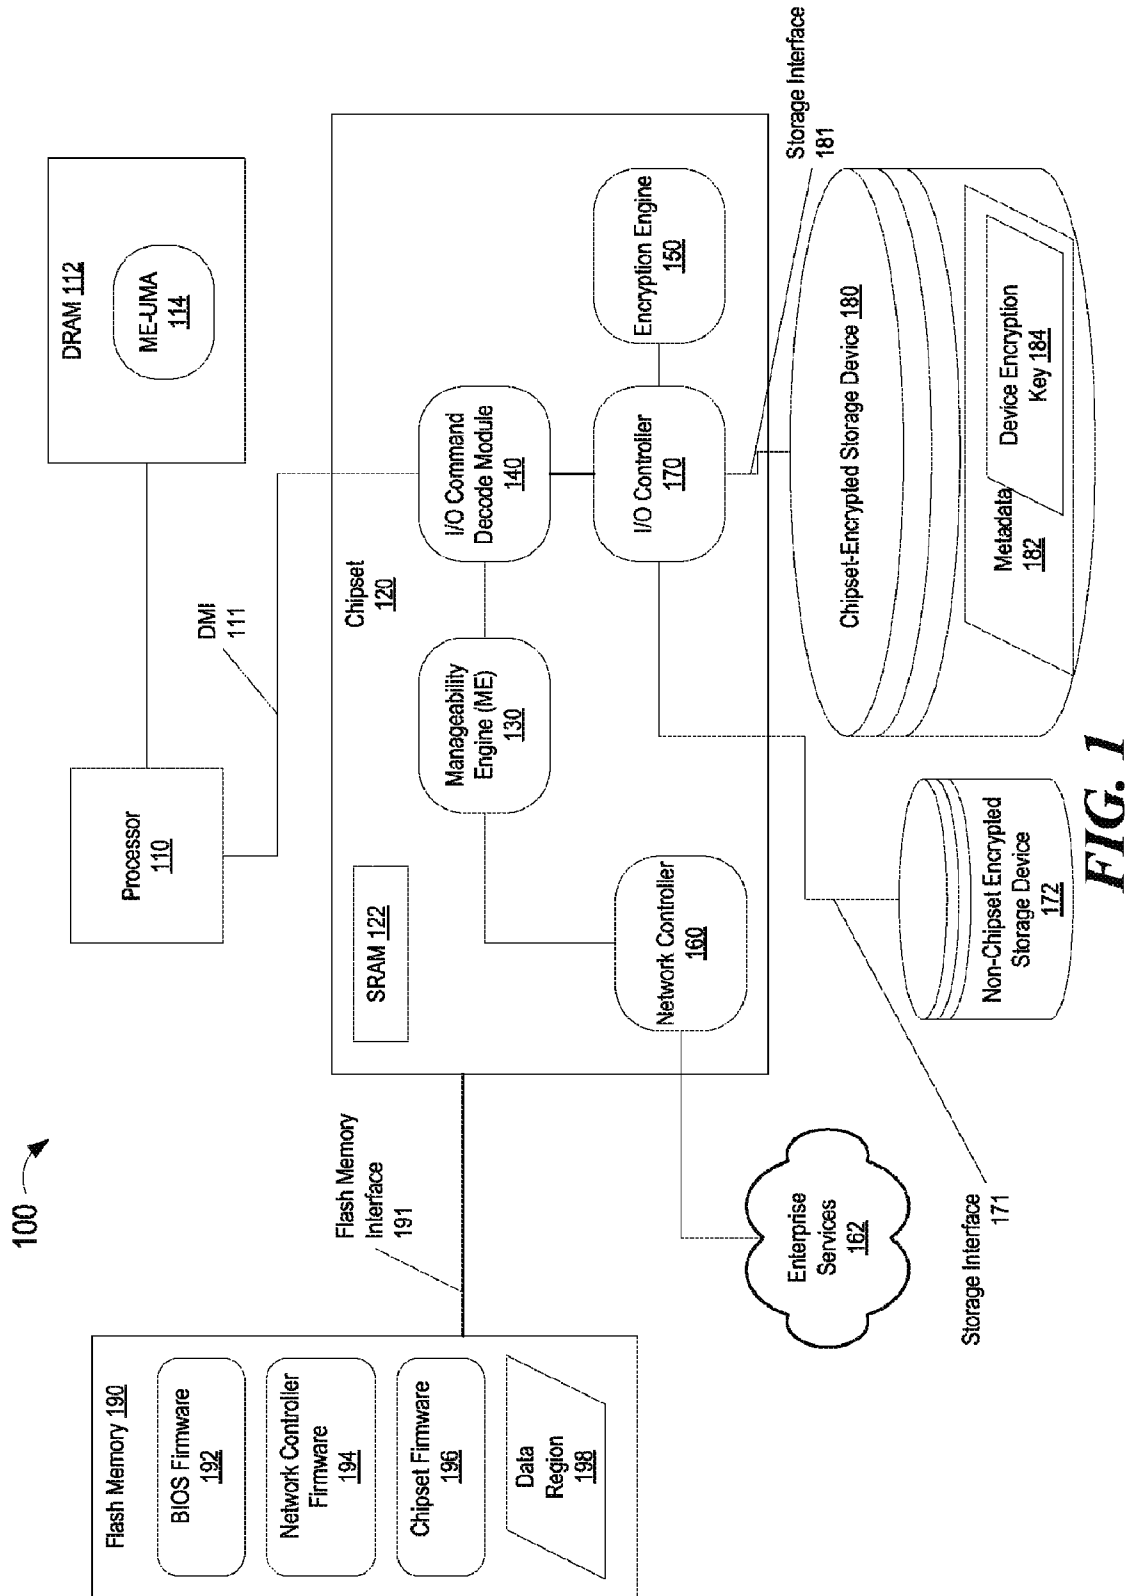 100
Flash Memory 190
BIOS Firmware
192
Network Controller
Firmware
194
Chipset Firmware
196
Data
Region
198
Flash Memory
Interface
191
Processor
110
DMI
111
DRAM 112
ME-UMA
114
Chipset
120
SRAM 122
Manageability
Engine (ME)
130
I/O Command
Decode Module
140
Network Controller
160
I/O Controller
170
Encryption Engine
150
Enterprise
Services
162
Storage Interface
171
Storage Interface
181
Non-Chipset Encrypted
Storage Device
172
Chipset-Encrypted Storage Device 180
Metadata
182
Device Encryption
Key 184
FIG. 1